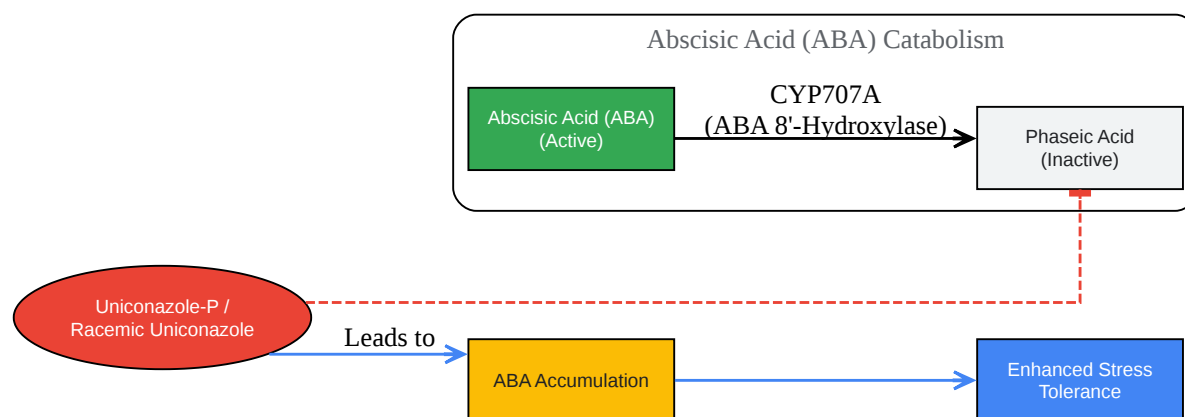 Abscisic Acid (ABA) Catabolism
Abscisic Acid (ABA)
(Active)
CYP707A
(ABA 8'-Hydroxylase)
Phaseic Acid
(Inactive)
Uniconazole-P /
Racemic Uniconazole
Leads to
ABA Accumulation
Enhanced Stress
Tolerance